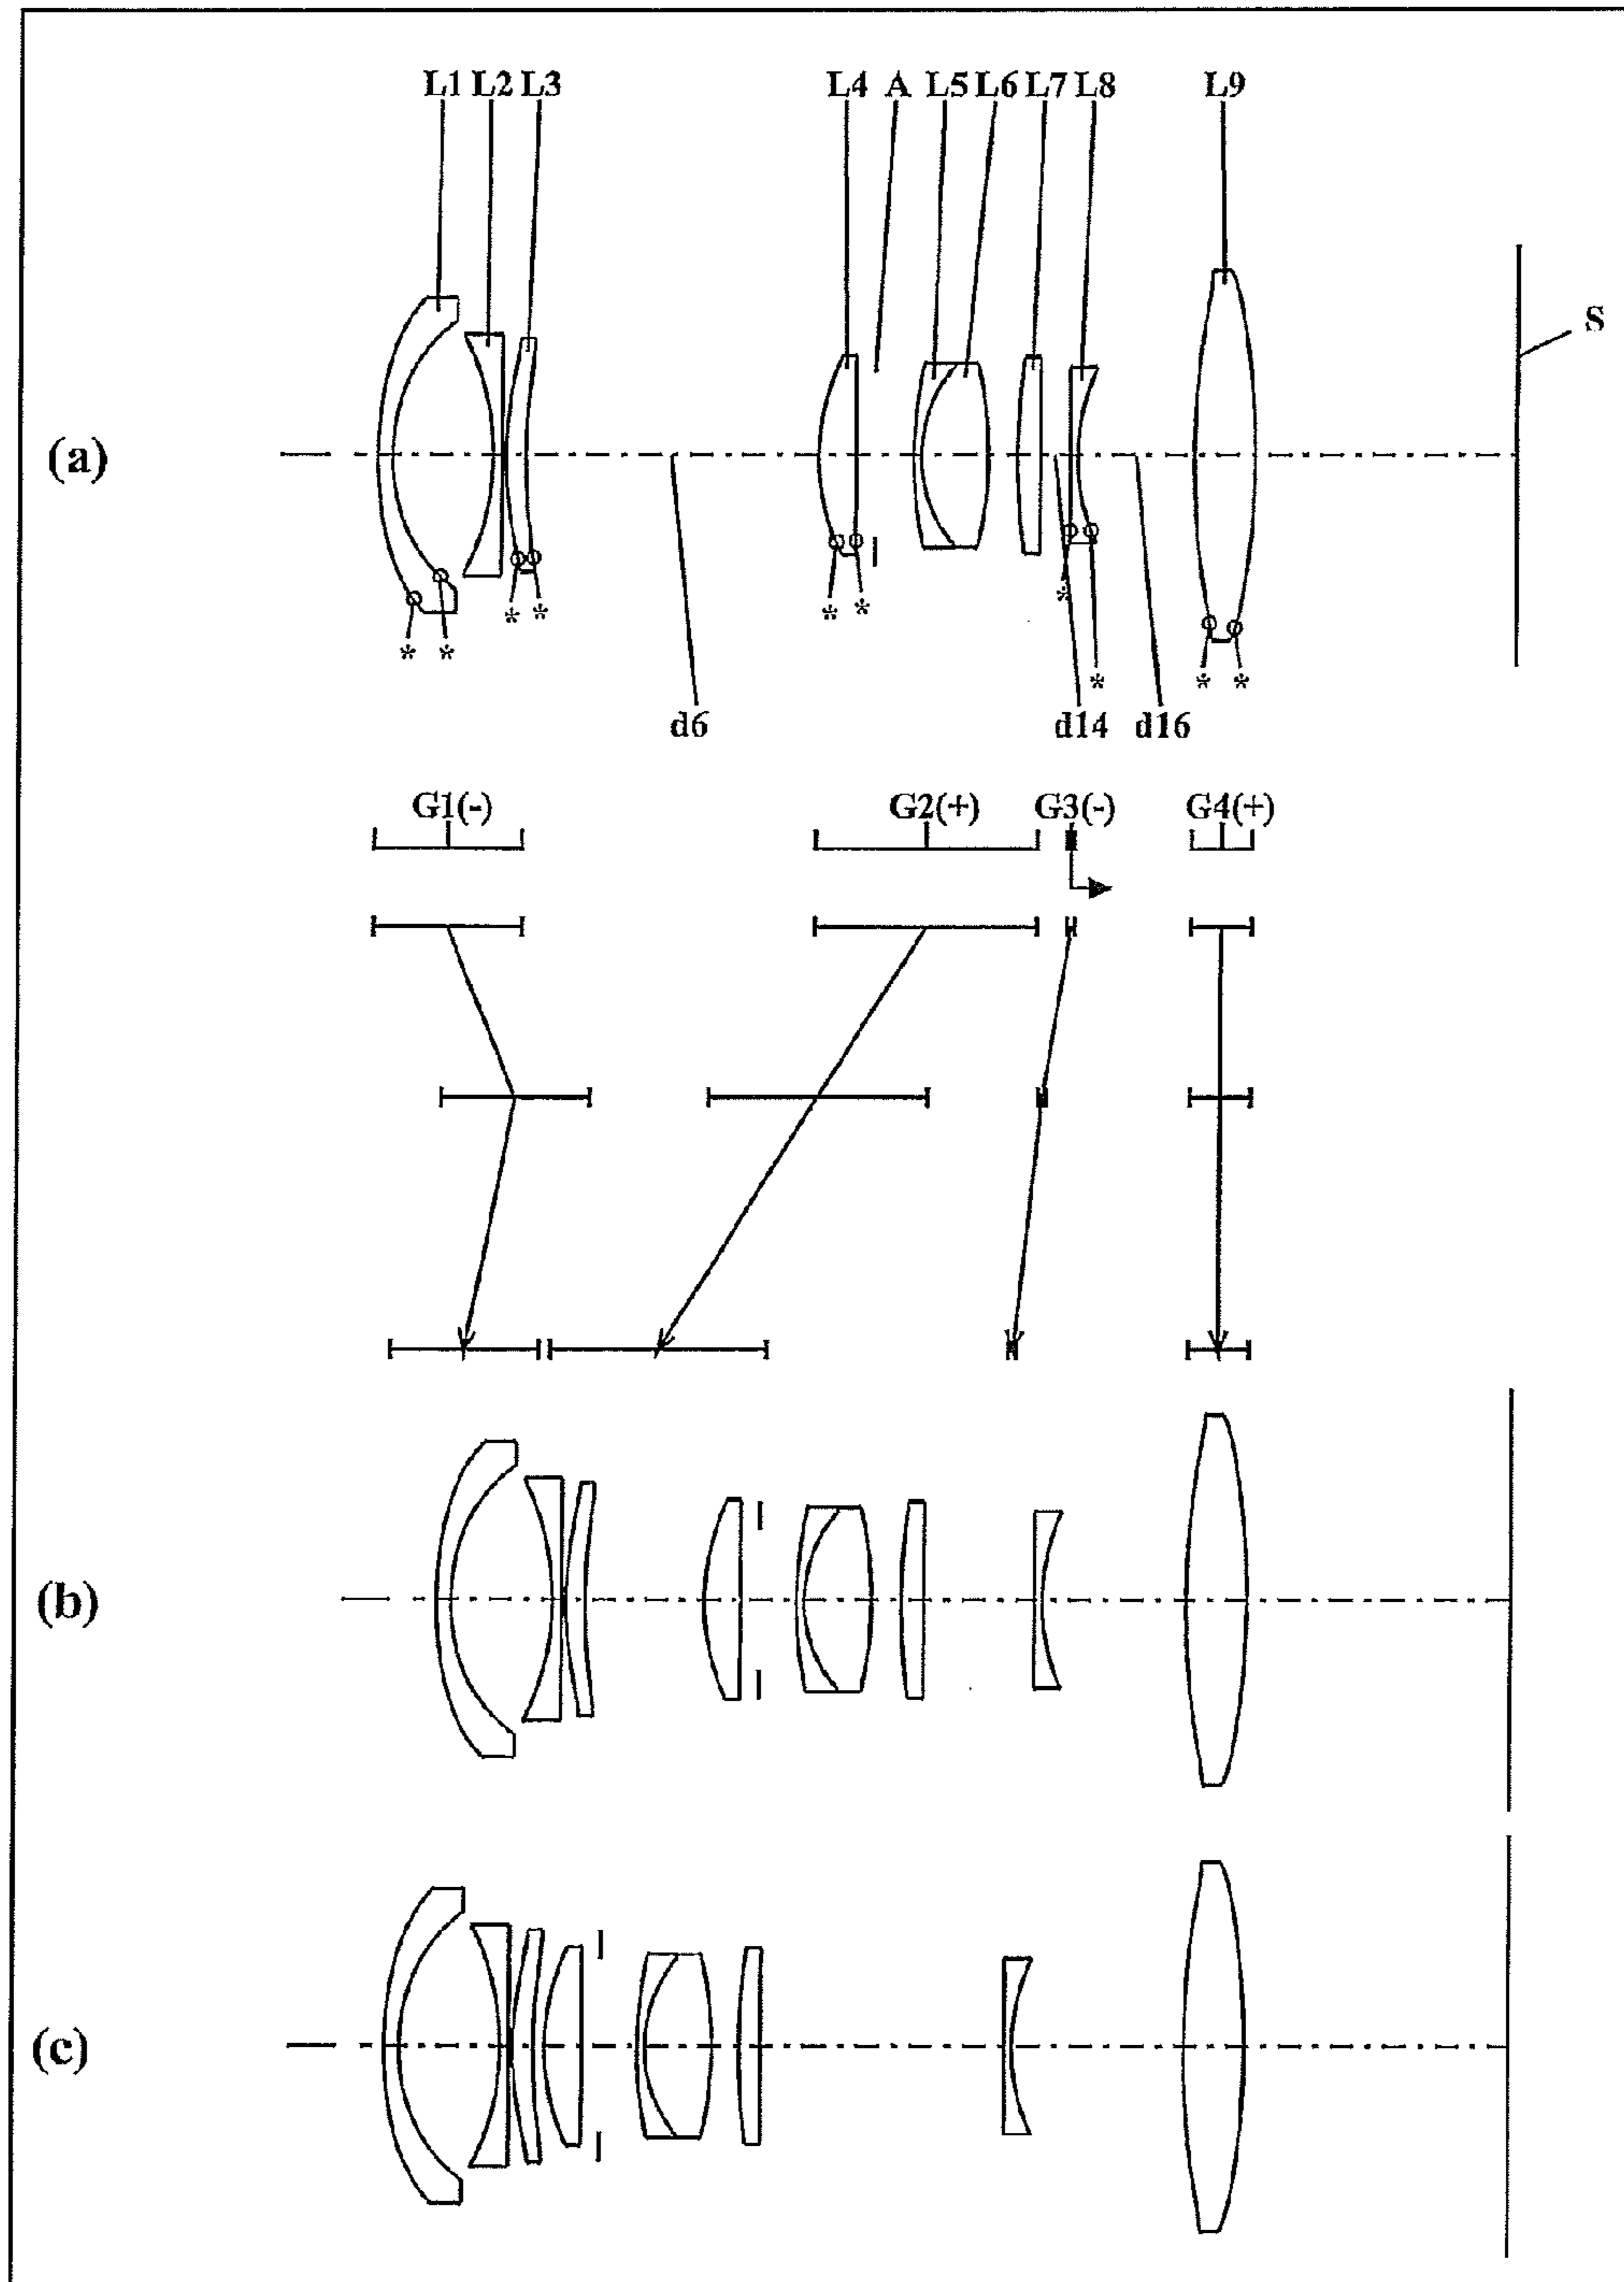 L1 L2 L3 L4 A L5 L6 L7 L8 L9
S
(a)
* * * * * * * * * *
d6 d14 d16
G1(-) G2(+) G3(-) G4(+)
(b)
(c)